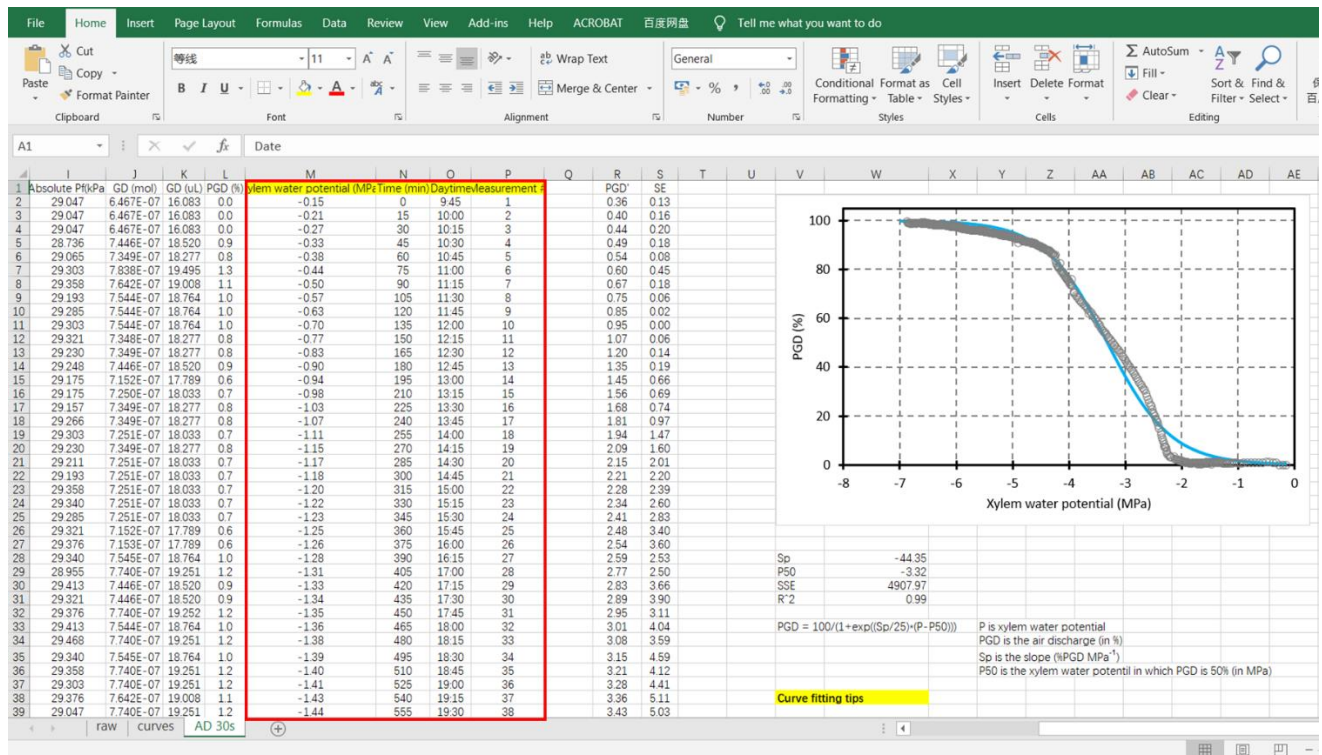 File Home Insert Page Layout Formulas Data Review View Add-ins Help ACROBAT 百度网盘 Tell me what you want to do
Cut
Copy
Format Painter
Paste
Clipboard
等线 11
B I U
Font
Wrap Text
Merge & Center
Alignment
General
Number
Conditional Formatting
Format as Table
Cell Styles
Styles
Insert Delete Format
Cells
AutoSum
Fill
Clear
Sort & Filter
Find & Select
Editing
A1 fx Date
I J K L M N O P Q R S T U V W X Y Z AA AB AC AD AE
1 Absolute Pf(kPa GD (mol) GD (uL) PGD (%) ylem water potential (MPa Time (min) Daytime Measurement # PGD' SE
2 29.047 6.467E-07 16.083 0.0 -0.15 0 9:45 1 0.36 0.13
3 29.047 6.467E-07 16.083 0.0 -0.21 15 10:00 2 0.40 0.16
4 29.047 6.467E-07 16.083 0.0 -0.27 30 10:15 3 0.44 0.20
5 28.736 7.446E-07 18.520 0.9 -0.33 45 10:30 4 0.49 0.18
6 29.065 7.349E-07 18.277 0.8 -0.38 60 10:45 5 0.54 0.08
7 29.303 7.838E-07 19.495 1.3 -0.44 75 11:00 6 0.60 0.45
8 29.358 7.642E-07 19.008 1.1 -0.50 90 11:15 7 0.67 0.18
9 29.193 7.544E-07 18.764 1.0 -0.57 105 11:30 8 0.75 0.06
10 29.285 7.544E-07 18.764 1.0 -0.63 120 11:45 9 0.85 0.02
11 29.303 7.544E-07 18.764 1.0 -0.70 135 12:00 10 0.95 0.00
12 29.321 7.348E-07 18.277 0.8 -0.77 150 12:15 11 1.07 0.06
13 29.230 7.349E-07 18.277 0.8 -0.83 165 12:30 12 1.20 0.14
14 29.248 7.446E-07 18.520 0.9 -0.90 180 12:45 13 1.35 0.19
15 29.175 7.152E-07 17.789 0.6 -0.94 195 13:00 14 1.45 0.66
16 29.175 7.250E-07 18.033 0.7 -0.98 210 13:15 15 1.56 0.69
17 29.157 7.349E-07 18.277 0.8 -1.03 225 13:30 16 1.68 0.74
18 29.266 7.349E-07 18.277 0.8 -1.07 240 13:45 17 1.81 0.97
19 29.303 7.251E-07 18.033 0.7 -1.11 255 14:00 18 1.94 1.47
20 29.230 7.349E-07 18.277 0.8 -1.15 270 14:15 19 2.09 1.60
21 29.211 7.251E-07 18.033 0.7 -1.17 285 14:30 20 2.15 2.01
22 29.193 7.251E-07 18.033 0.7 -1.18 300 14:45 21 2.21 2.20
23 29.358 7.251E-07 18.033 0.7 -1.20 315 15:00 22 2.28 2.39
24 29.340 7.251E-07 18.033 0.7 -1.22 330 15:15 23 2.34 2.60
25 29.285 7.251E-07 18.033 0.7 -1.23 345 15:30 24 2.41 2.83
26 29.321 7.152E-07 17.789 0.6 -1.25 360 15:45 25 2.48 3.40
27 29.376 7.153E-07 17.789 0.6 -1.26 375 16:00 26 2.54 3.60
28 29.340 7.545E-07 18.764 1.0 -1.28 390 16:15 27 2.59 2.53 Sp -44.35
29 28.955 7.740E-07 19.251 1.2 -1.31 405 17:00 28 2.77 2.50 P50 -3.32
30 29.413 7.446E-07 18.520 0.9 -1.33 420 17:15 29 2.83 3.66 SSE 4907.97
31 29.321 7.446E-07 18.520 0.9 -1.34 435 17:30 30 2.89 3.90 R^2 0.99
32 29.376 7.740E-07 19.252 1.2 -1.35 450 17:45 31 2.95 3.11
33 29.413 7.544E-07 18.764 1.0 -1.36 465 18:00 32 3.01 4.04 PGD = 100/(1+exp((Sp/25)*(P-P50))) P is xylem water potential
34 29.468 7.740E-07 19.251 1.2 -1.38 480 18:15 33 3.08 3.59 PGD is the air discharge (in %)
35 29.340 7.545E-07 18.764 1.0 -1.39 495 18:30 34 3.15 4.59 Sp is the slope (%PGD MPa⁻¹)
36 29.358 7.740E-07 19.251 1.2 -1.40 510 18:45 35 3.21 4.12 P50 is the xylem water potentil in which PGD is 50% (in MPa)
37 29.303 7.740E-07 19.251 1.2 -1.41 525 19:00 36 3.28 4.41
38 29.376 7.642E-07 19.008 1.1 -1.43 540 19:15 37 3.36 5.11 Curve fitting tips
39 29.047 7.740E-07 19.251 1.2 -1.44 555 19:30 38 3.43 5.03
100
80
60
40
20
0
PGD (%)
-8 -7 -6 -5 -4 -3 -2 -1 0
Xylem water potential (MPa)
raw curves AD 30s